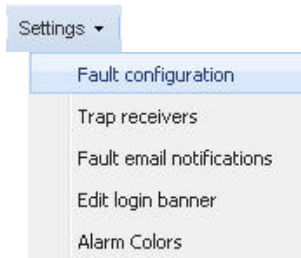 Settings
Fault configuration
Trap receivers
Fault email notifications
Edit login banner
Alarm Colors